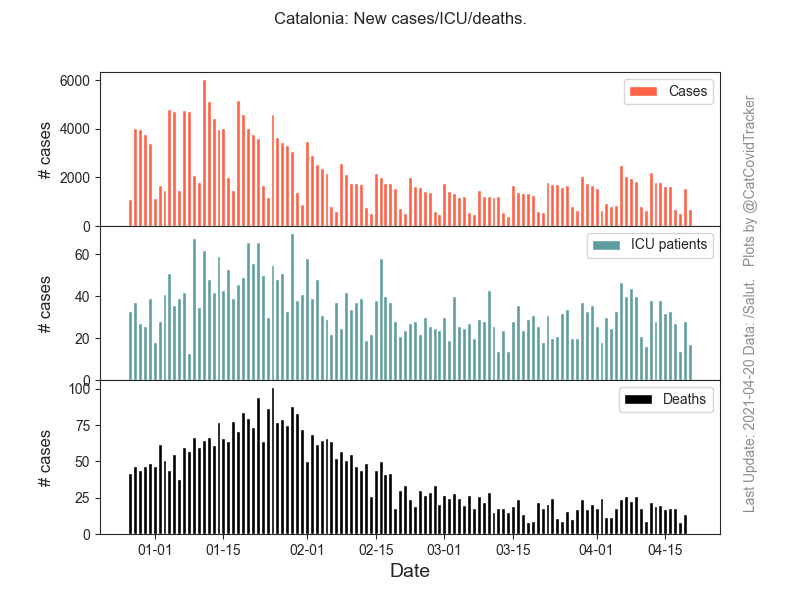 Catalonia: New cases/ICU/deaths.
6000
4000
2000
0
# cases
Cases
60
40
20
0
# cases
ICU patients
100
75
50
25
0
# cases
Deaths
01-01 01-15 02-01 02-15 03-01 03-15 04-01 04-15
Date
Last Update: 2021-04-20 Data: /Salut. Plots by @CatCovidTracker